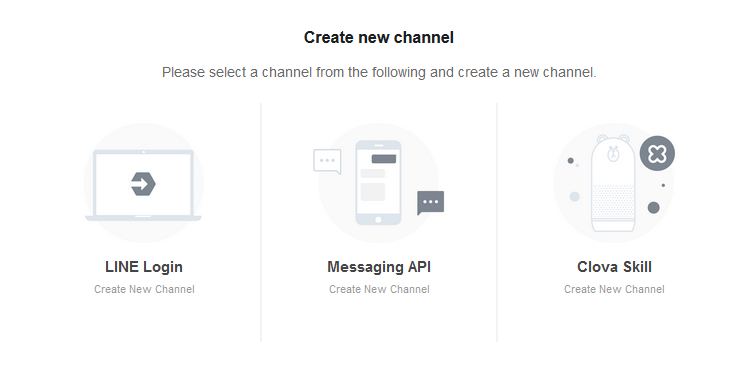 Create new channel
Please select a channel from the following and create a new channel.
LINE Login
Create New Channel
Messaging API
Create New Channel
Clova Skill
Create New Channel